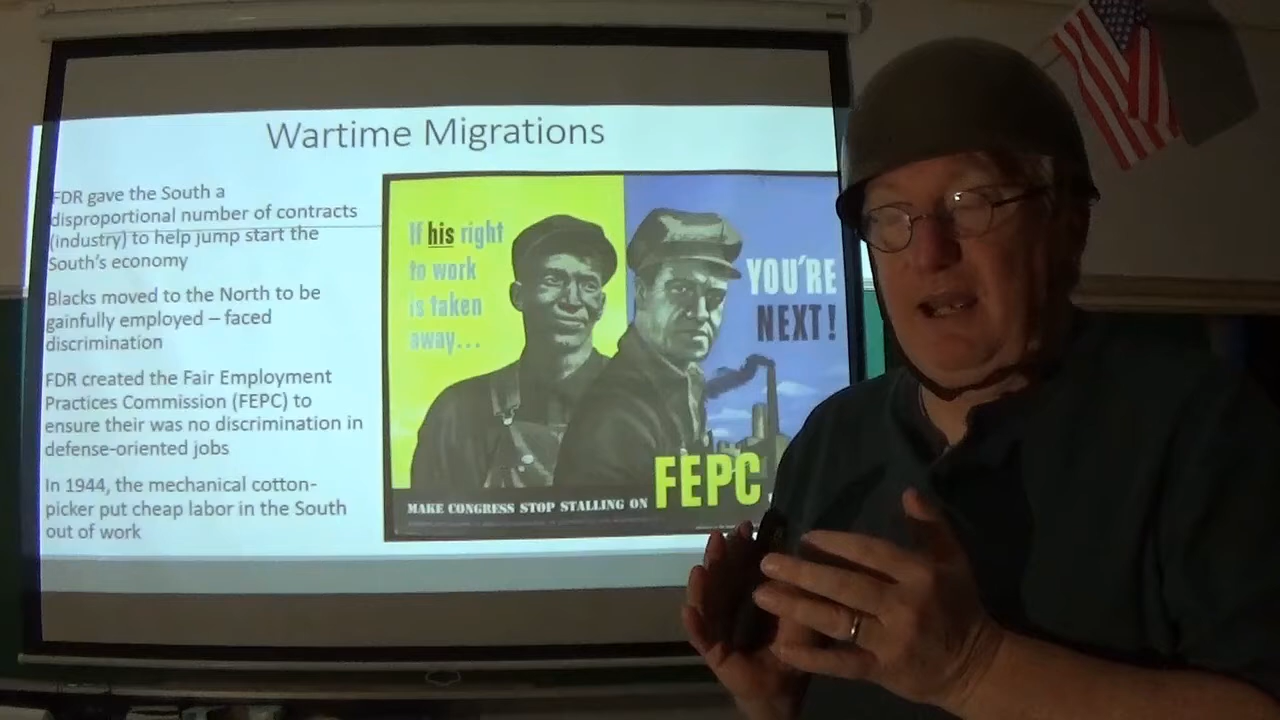 Wartime Migrations
FDR gave the South a
disproportional number of contracts
(industry) to help jump start the
South's economy
Blacks moved to the North to be
gainfully employed – faced
discrimination
FDR created the Fair Employment
Practices Commission (FEPC) to
ensure their was no discrimination in
defense-oriented jobs
In 1944, the mechanical cotton-
picker put cheap labor in the South
out of work
If his right
to work
is taken
away...
YOU'RE
NEXT!
MAKE CONGRESS STOP STALLING ON FEPC